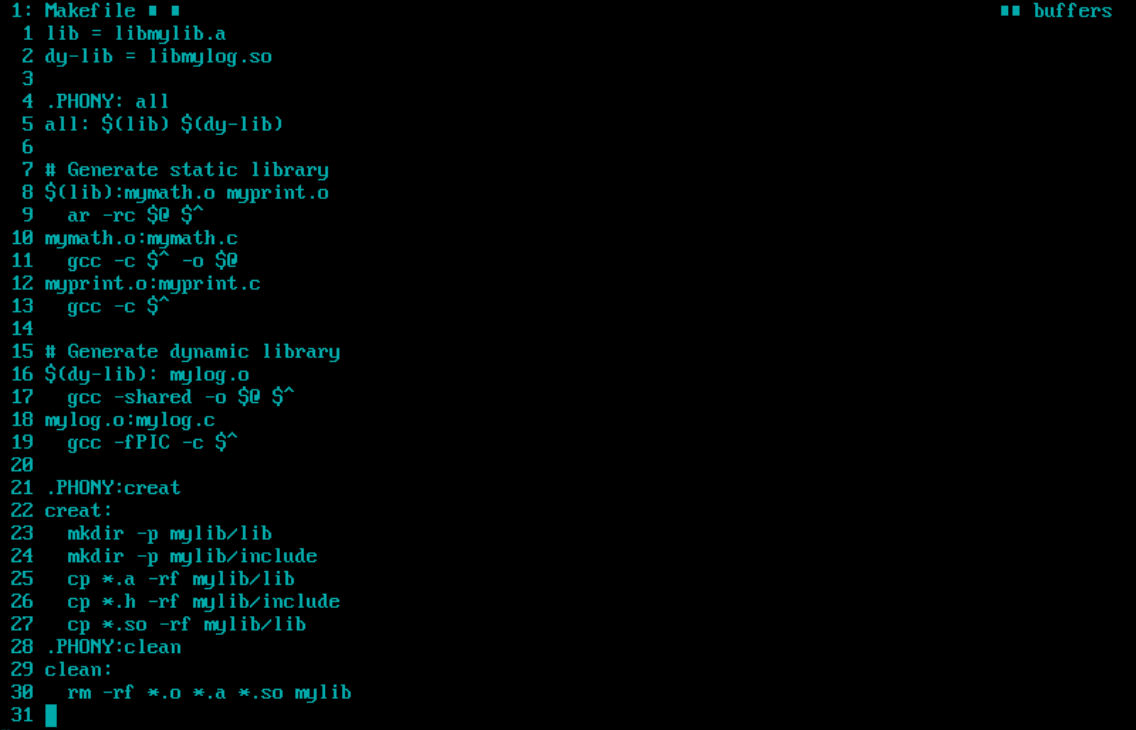 1: Makefile buffers
1 lib = libmylib.a
2 dy-lib = libmylog.so
3
4 .PHONY: all
5 all: $(lib) $(dy-lib)
6
7 # Generate static library
8 $(lib):mymath.o myprint.o
9   ar -rc $@ $^
10 mymath.o:mymath.c
11   gcc -c $^ -o $@
12 myprint.o:myprint.c
13   gcc -c $^
14
15 # Generate dynamic library
16 $(dy-lib): mylog.o
17   gcc -shared -o $@ $^
18 mylog.o:mylog.c
19   gcc -fPIC -c $^
20
21 .PHONY:creat
22 creat:
23   mkdir -p mylib/lib
24   mkdir -p mylib/include
25   cp *.a -rf mylib/lib
26   cp *.h -rf mylib/include
27   cp *.so -rf mylib/lib
28 .PHONY:clean
29 clean:
30   rm -rf *.o *.a *.so mylib
31